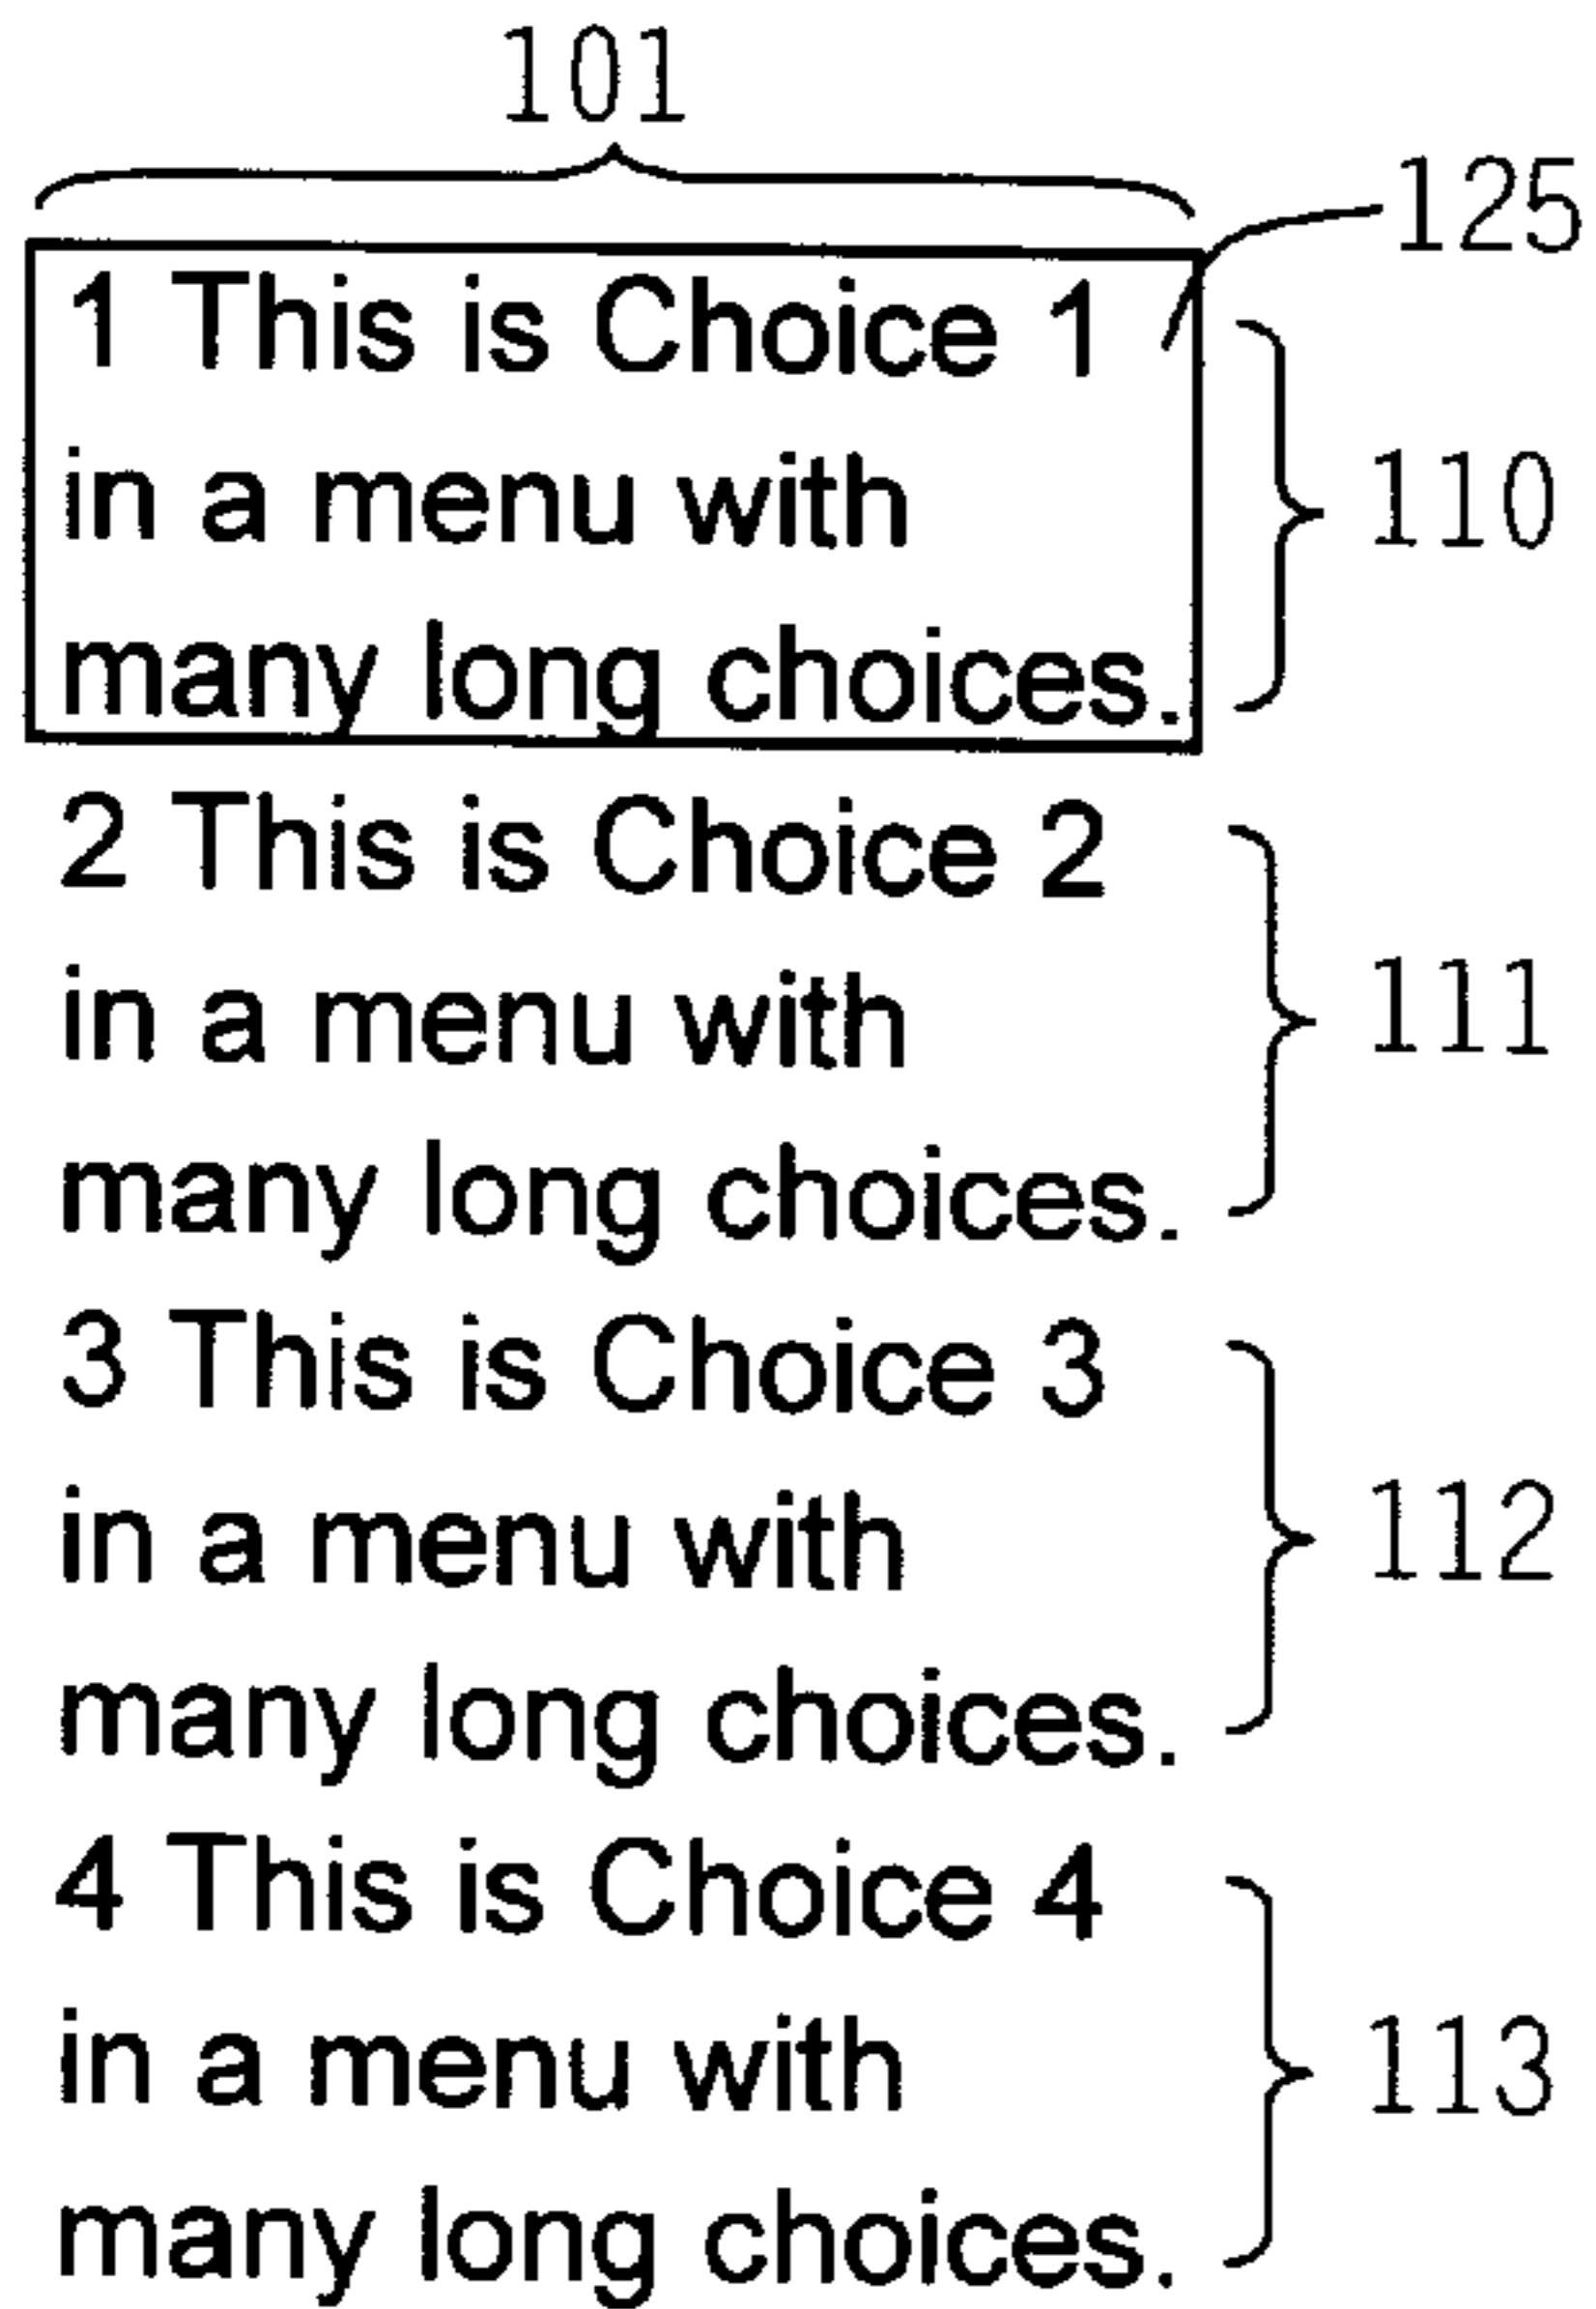 101
125
1 This is Choice 1
in a menu with
110
many long choices.
2 This is Choice 2
in a menu with
111
many long choices.
3 This is Choice 3
in a menu with
112
many long choices.
4 This is Choice 4
in a menu with
113
many long choices.